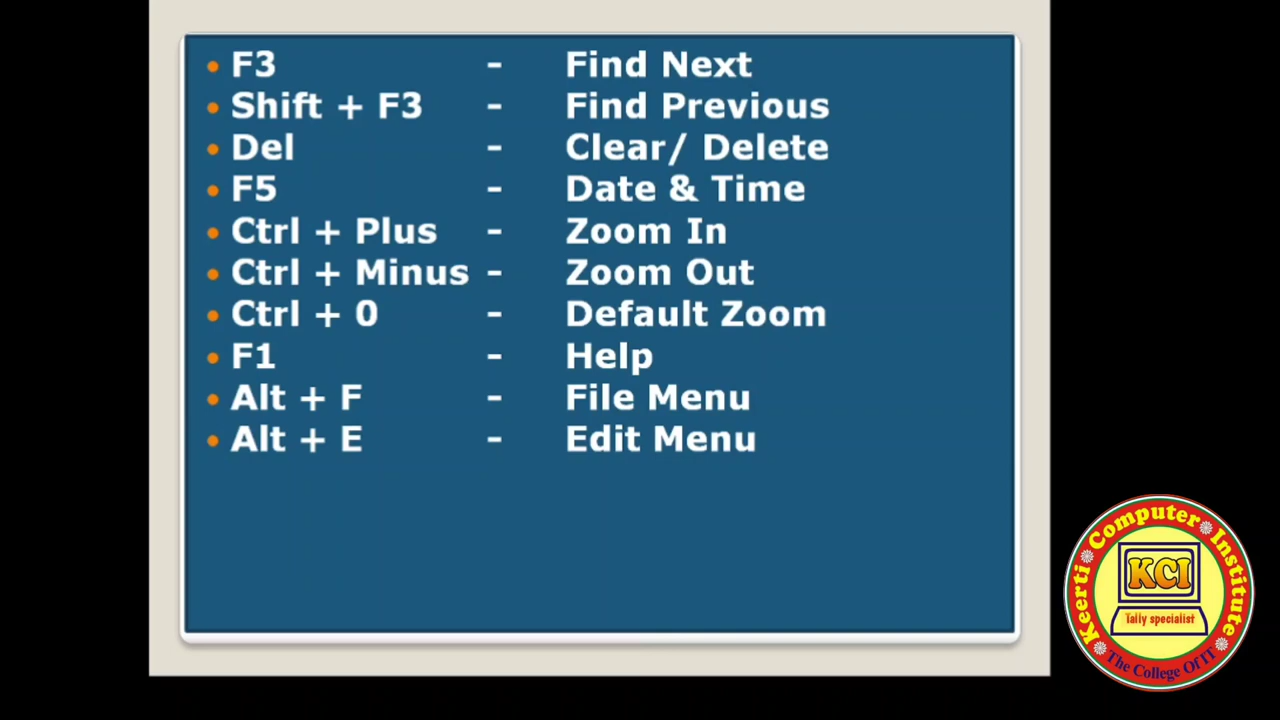 • F3 - Find Next
• Shift + F3 - Find Previous
• Del - Clear/ Delete
• F5 - Date & Time
• Ctrl + Plus - Zoom In
• Ctrl + Minus - Zoom Out
• Ctrl + 0 - Default Zoom
• F1 - Help
• Alt + F - File Menu
• Alt + E - Edit Menu
Keerti Computer Institute
KCI
Tally specialist
The College Of IT